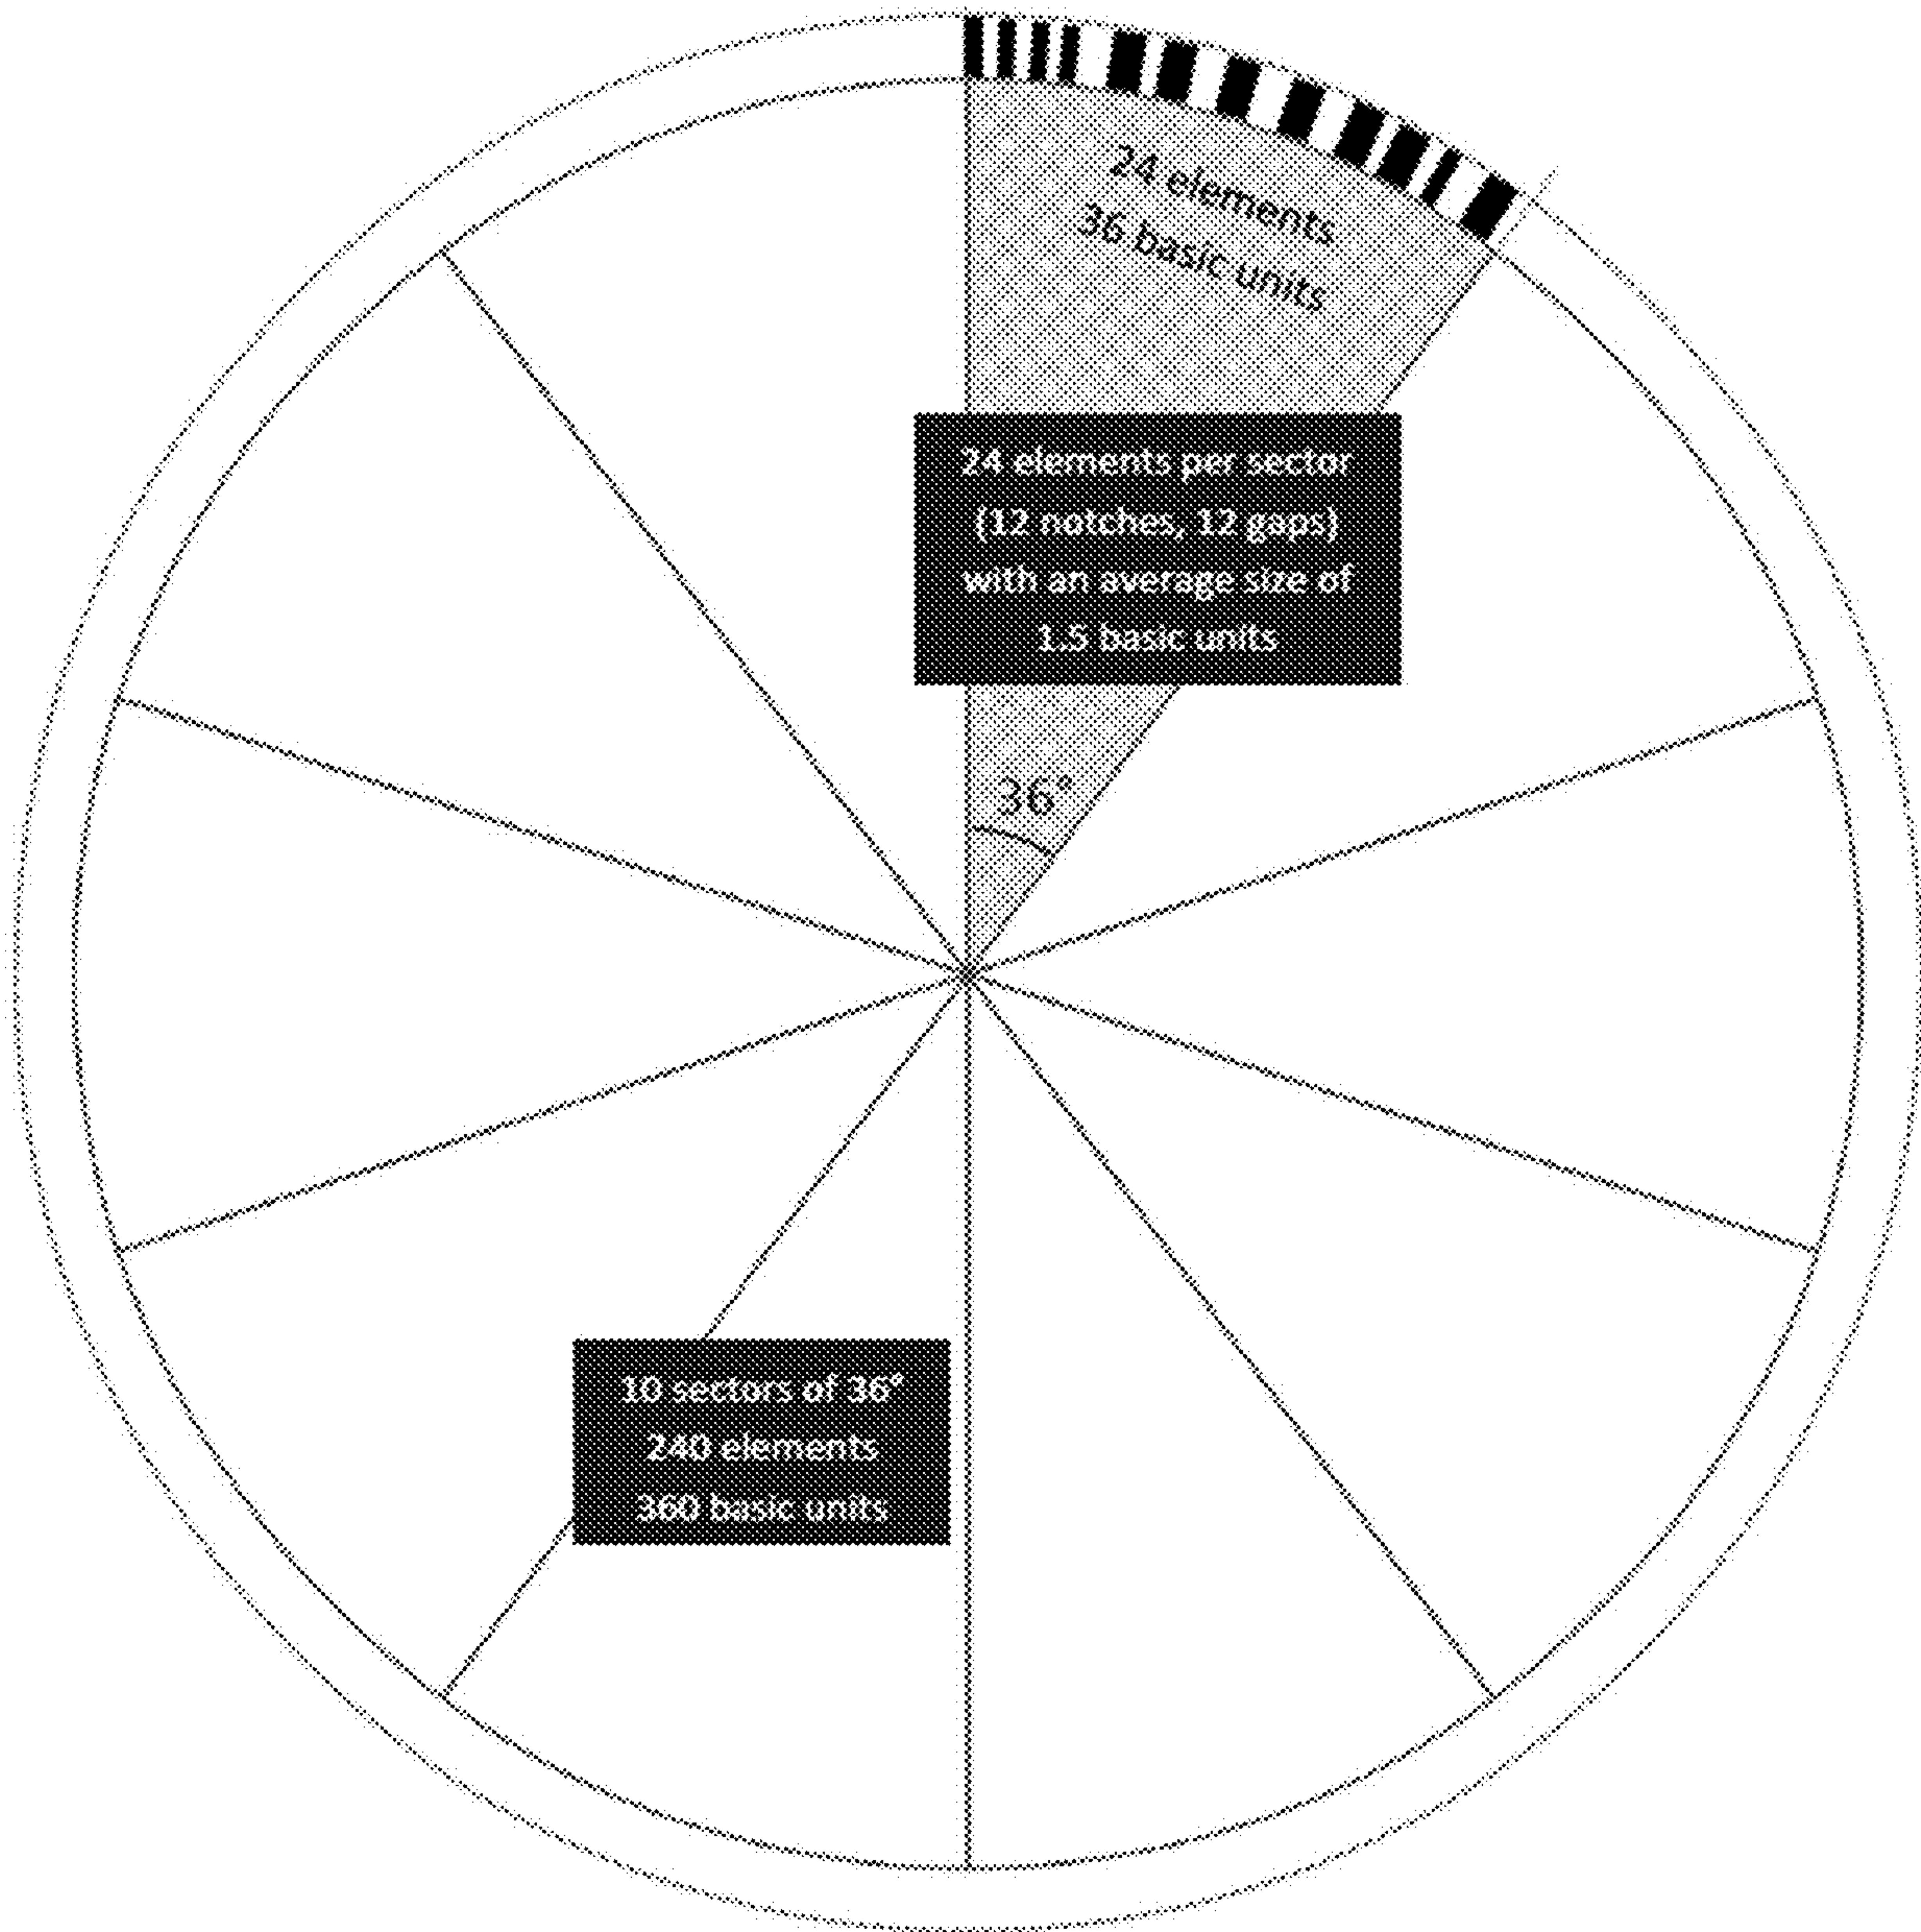 24 elements
36 basic units
24 elements per sector
(12 notches, 12 gaps)
with an average size of
1.5 basic units
36°
10 sectors of 36°
240 elements
360 basic units